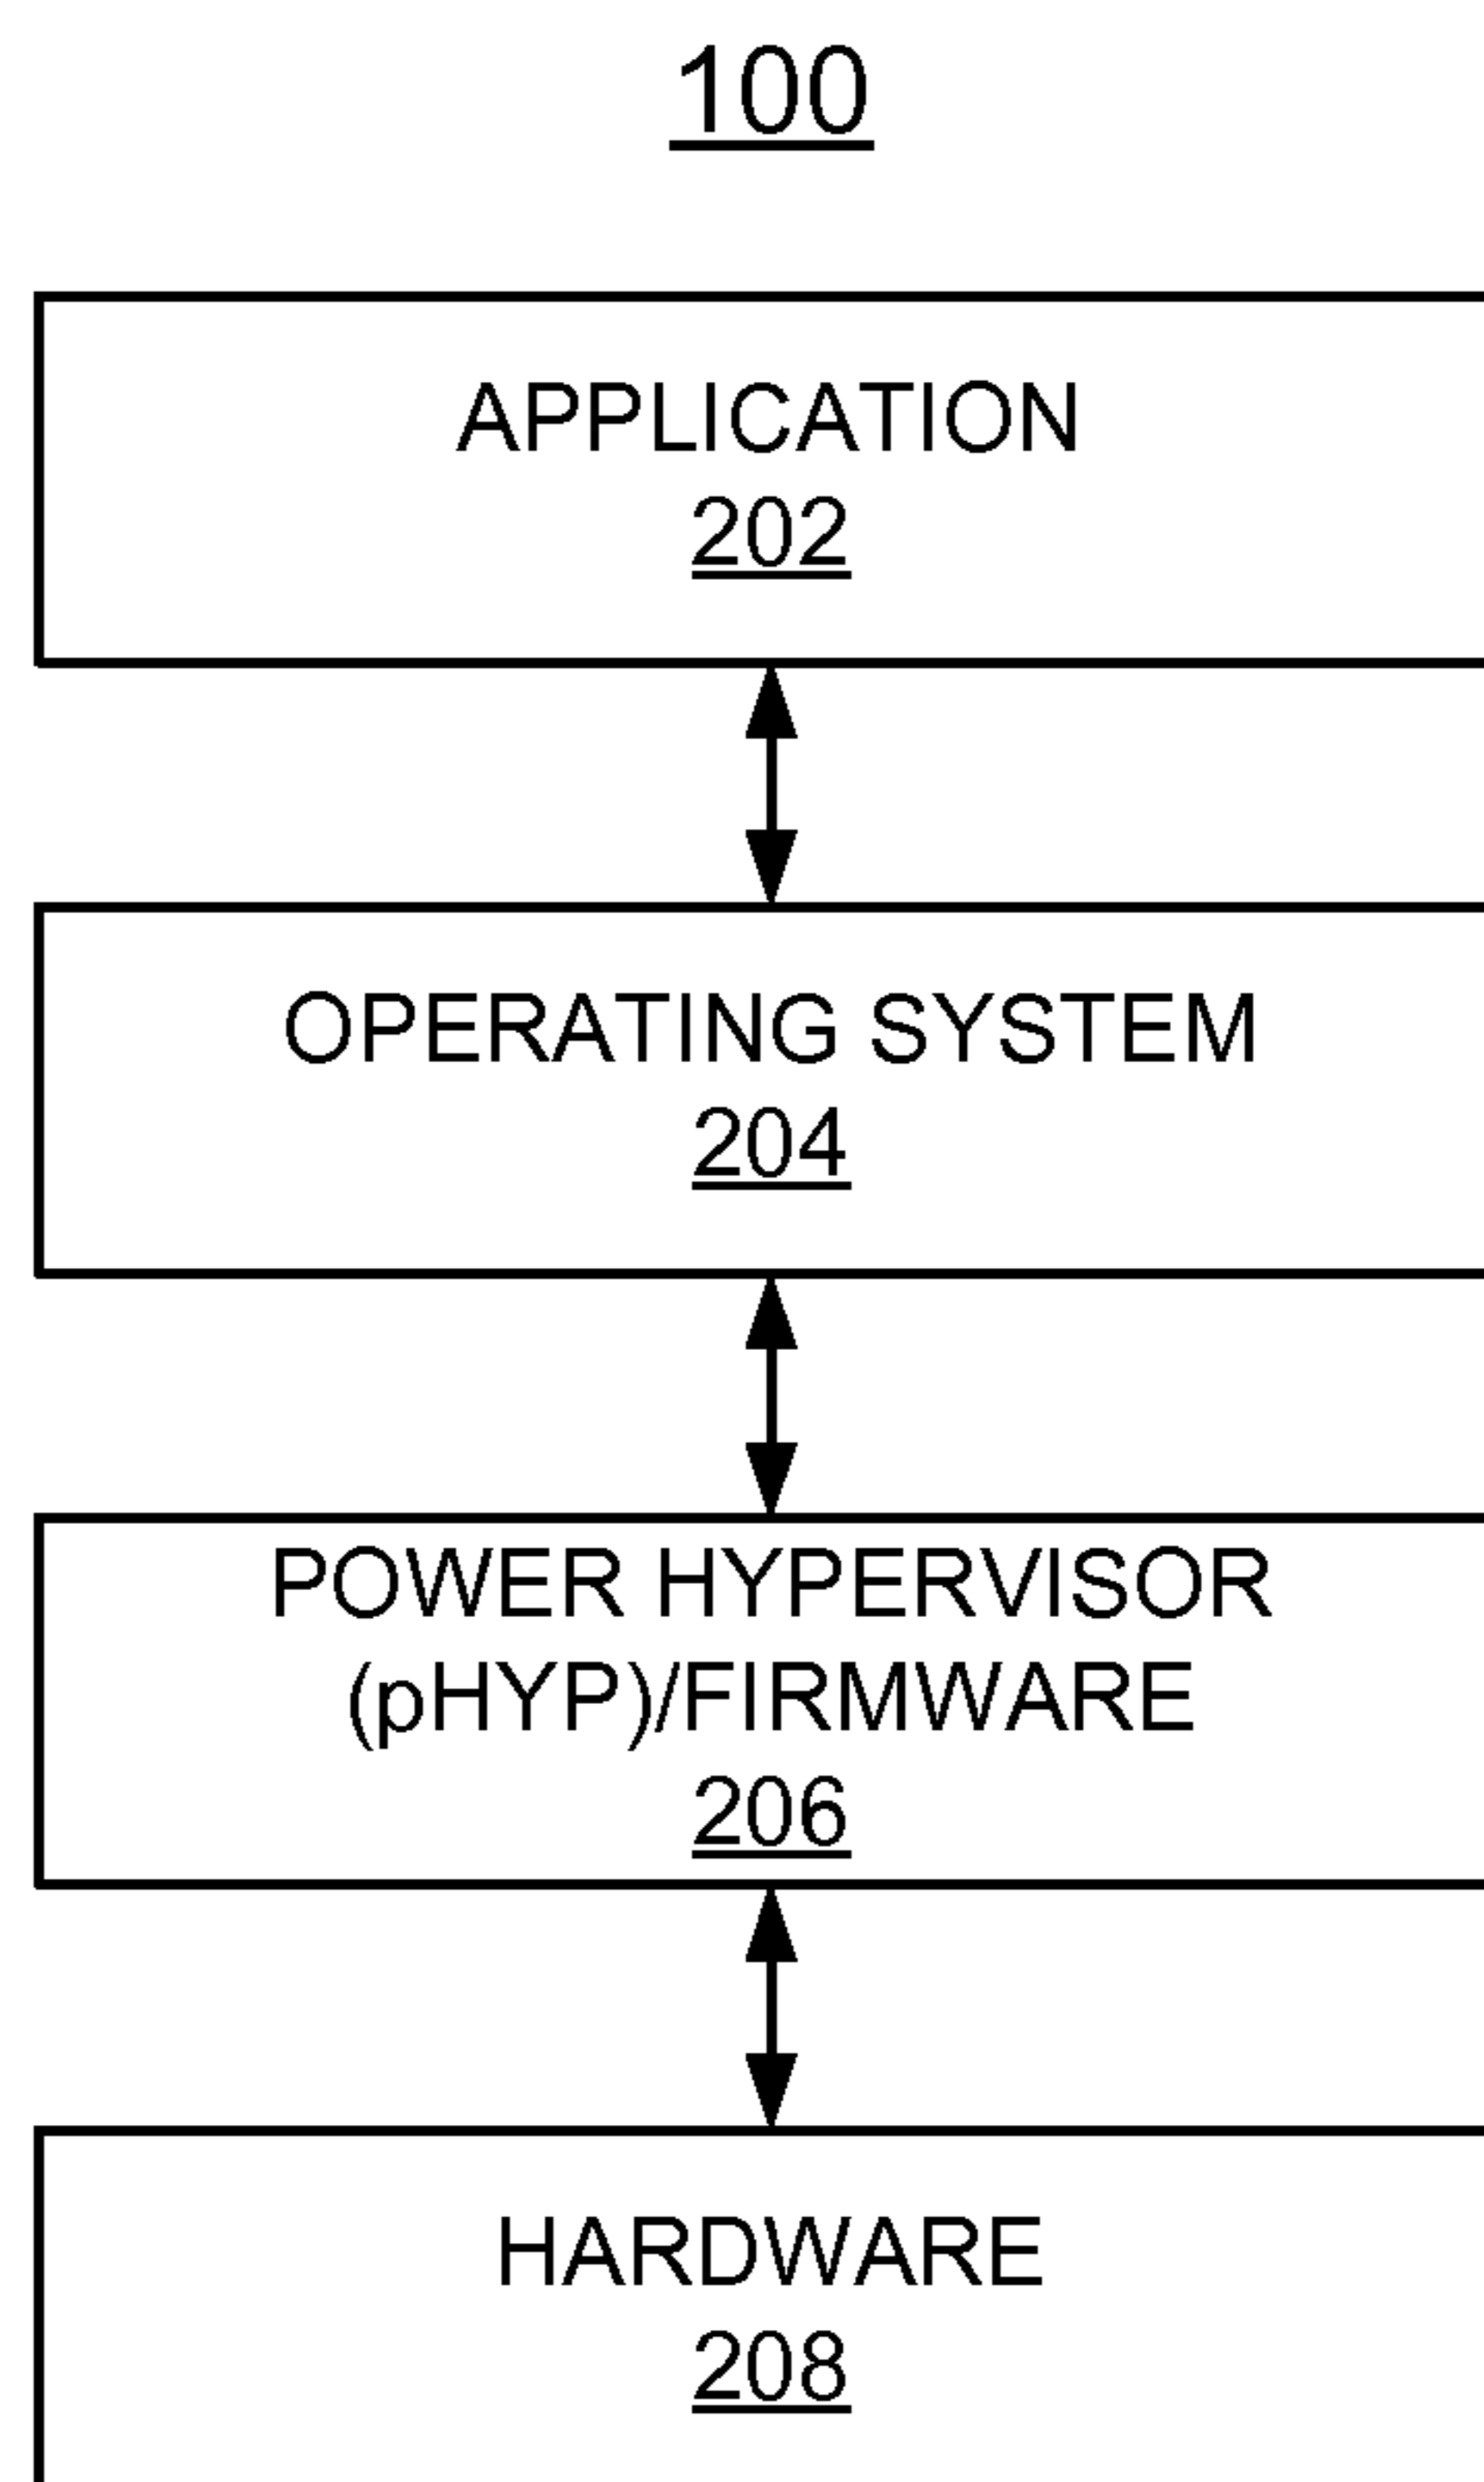 100
APPLICATION
202
OPERATING SYSTEM
204
POWER HYPERVISOR
(pHYP)/FIRMWARE
206
HARDWARE
208